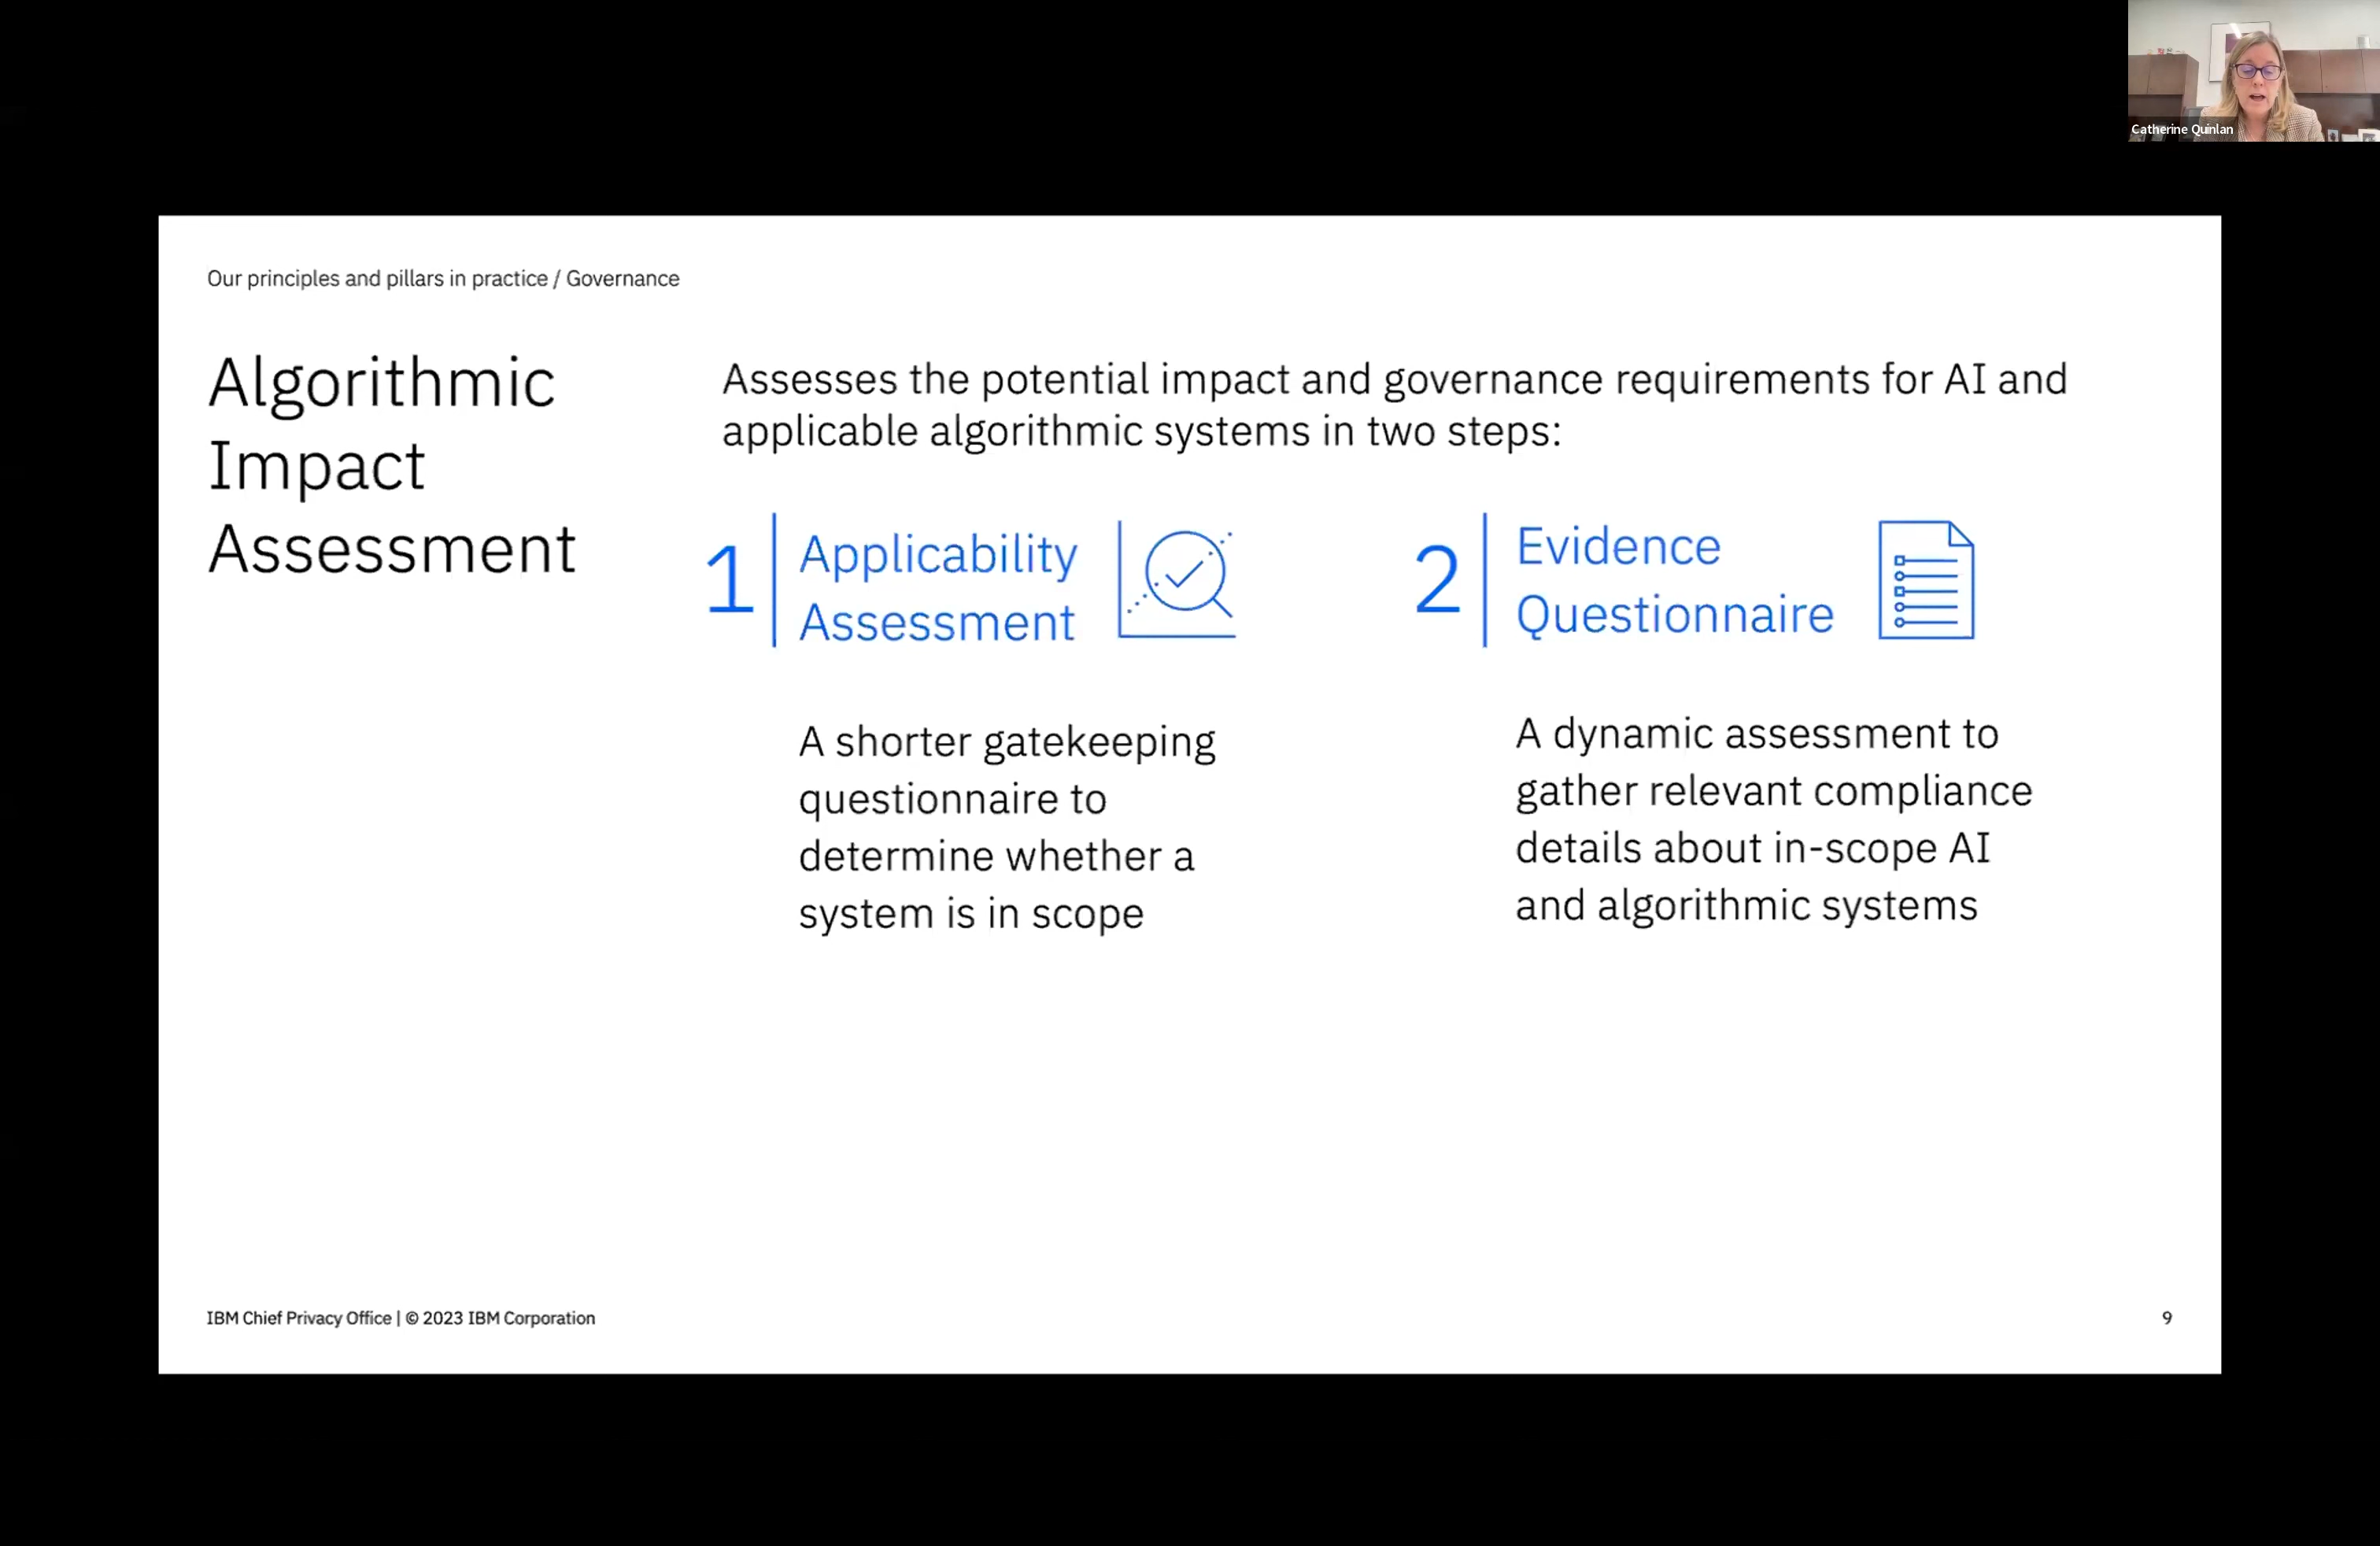 Catherine Quinlan
Our principles and pillars in practice / Governance
Algorithmic
Impact
Assessment
Assesses the potential impact and governance requirements for AI and
applicable algorithmic systems in two steps:
1
Applicability
Assessment
A shorter gatekeeping
questionnaire to
determine whether a
system is in scope
2
Evidence
Questionnaire
A dynamic assessment to
gather relevant compliance
details about in-scope AI
and algorithmic systems
IBM Chief Privacy Office | © 2023 IBM Corporation
9